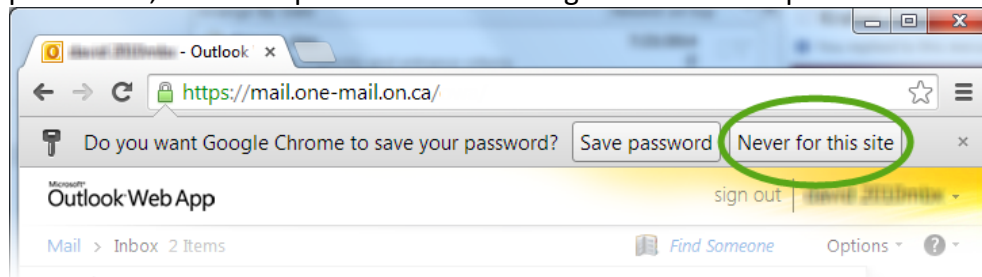 - Outlook
https://mail.one-mail.on.ca/
Do you want Google Chrome to save your password? Save password Never for this site
Microsoft
Outlook Web App
sign out
Mail > Inbox 2 Items Find Someone Options ?